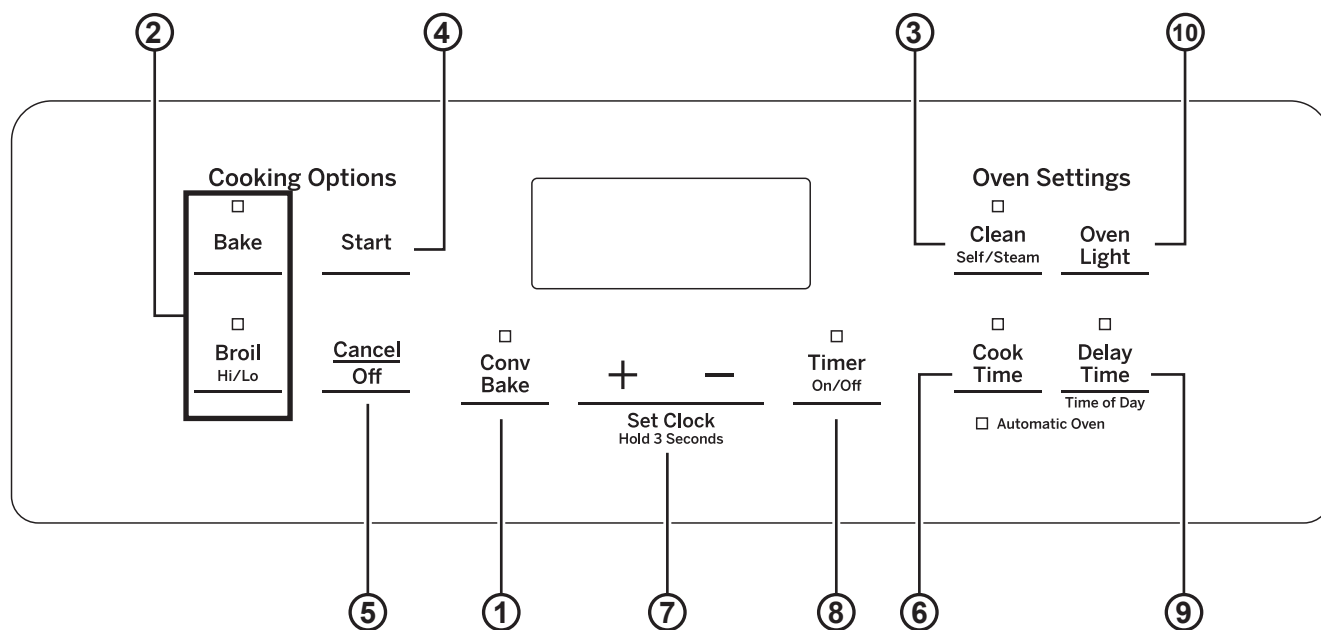 2
4
3
10
Cooking Options
Oven Settings
Bake
Start
Clean
Self/Steam
Oven
Light
Broil
Hi/Lo
Cancel
Off
Conv
Bake
+ −
Set Clock
Hold 3 Seconds
Timer
On/Off
Cook
Time
Delay
Time
Time of Day
Automatic Oven
5
1
7
8
6
9